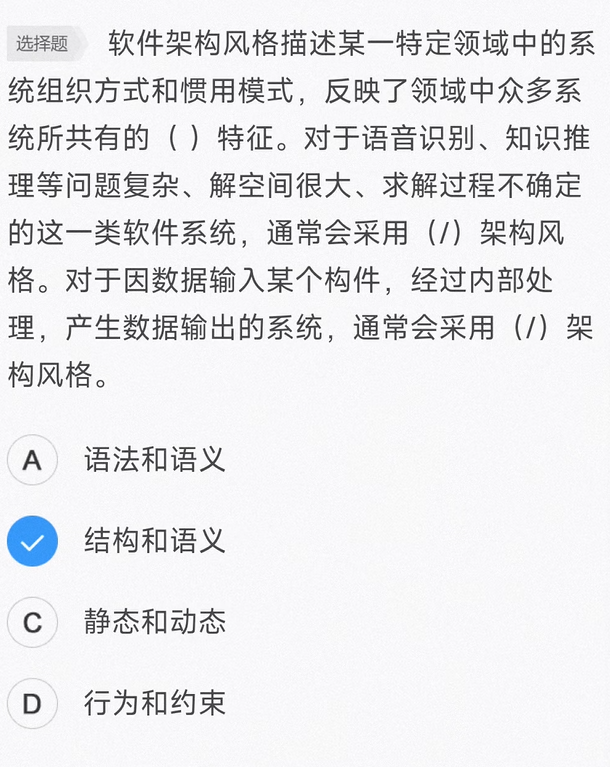 选择题 软件架构风格描述某一特定领域中的系
统组织方式和惯用模式，反映了领域中众多系
统所共有的（ ）特征。对于语音识别、知识推
理等问题复杂、解空间很大、求解过程不确定
的这一类软件系统，通常会采用（/）架构风
格。对于因数据输入某个构件，经过内部处
理，产生数据输出的系统，通常会采用（/）架
构风格。
A 语法和语义
结构和语义
C 静态和动态
D 行为和约束